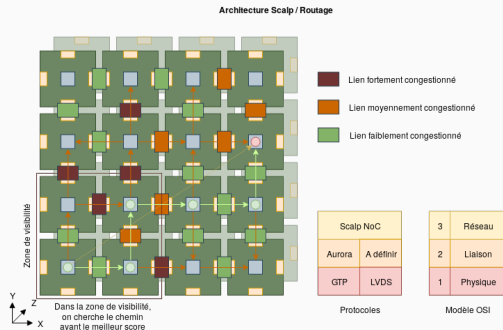 Architecture Scalp / Routage
Lien fortement congestionné
Lien moyennement congestionné
Lien faiblement congestionné
Zone de visibilité
Scalp NoC
Aurora
A définir
GTP
LVDS
Protocoles
3
Réseau
2
Liaison
1
Physique
Modèle OSI
Y
Z
X
Dans la zone de visibilité,
on cherche le chemin
ayant le meilleur score